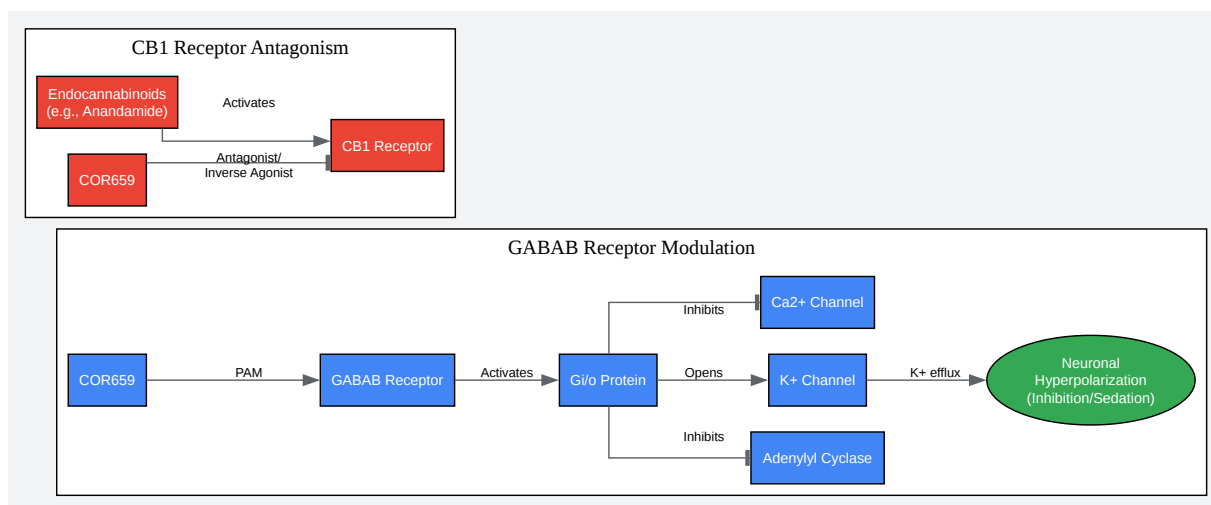 CB1 Receptor Antagonism
Endocannabinoids
(e.g., Anandamide)
Activates
CB1 Receptor
COR659
Antagonist/
Inverse Agonist
GABAB Receptor Modulation
Inhibits
Ca2+ Channel
COR659
PAM
GABAB Receptor
Activates
Gi/o Protein
Opens
K+ Channel
K+ efflux
Neuronal
Hyperpolarization
(Inhibition/Sedation)
Inhibits
Adenylyl Cyclase